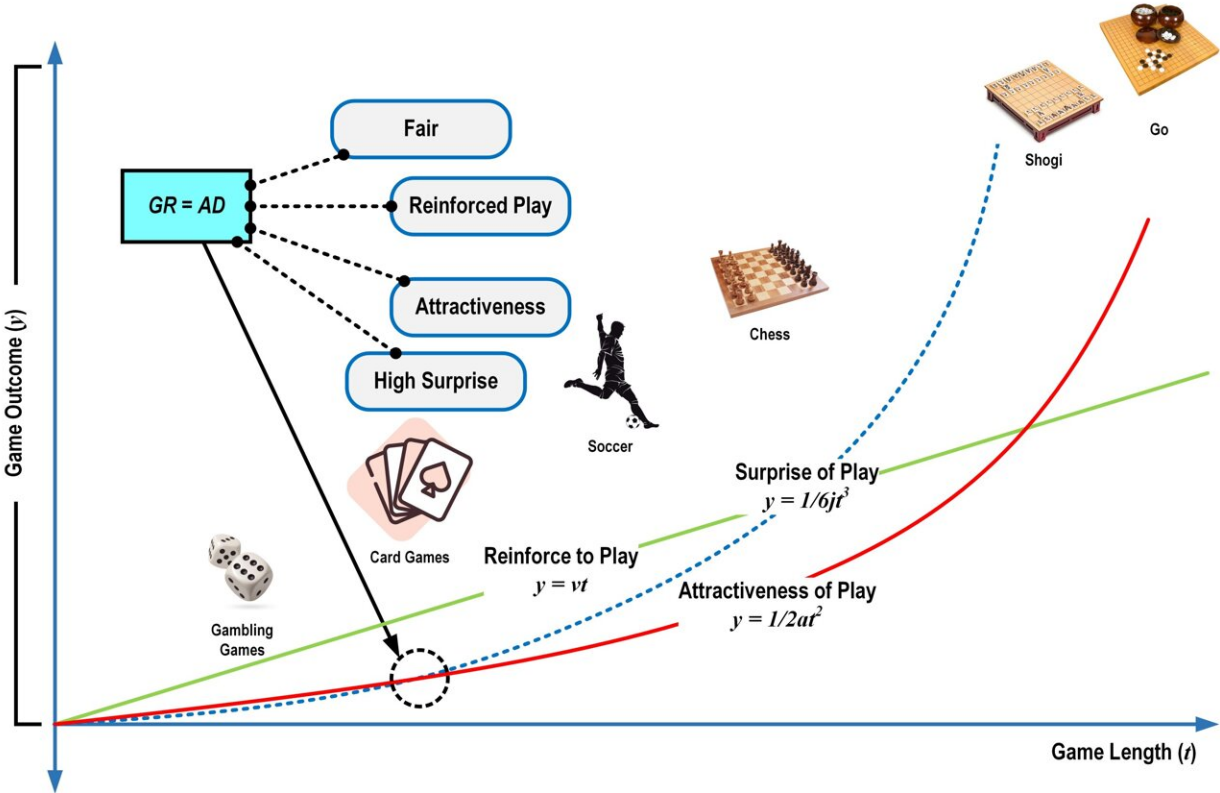 Fair
GR = AD
Reinforced Play
Attractiveness
High Surprise
Game Outcome (y)
Go
Shogi
Chess
Soccer
Card Games
Gambling
Games
Surprise of Play
y = 1/6jt³
Reinforce to Play
y = vt
Attractiveness of Play
y = 1/2at²
Game Length (t)